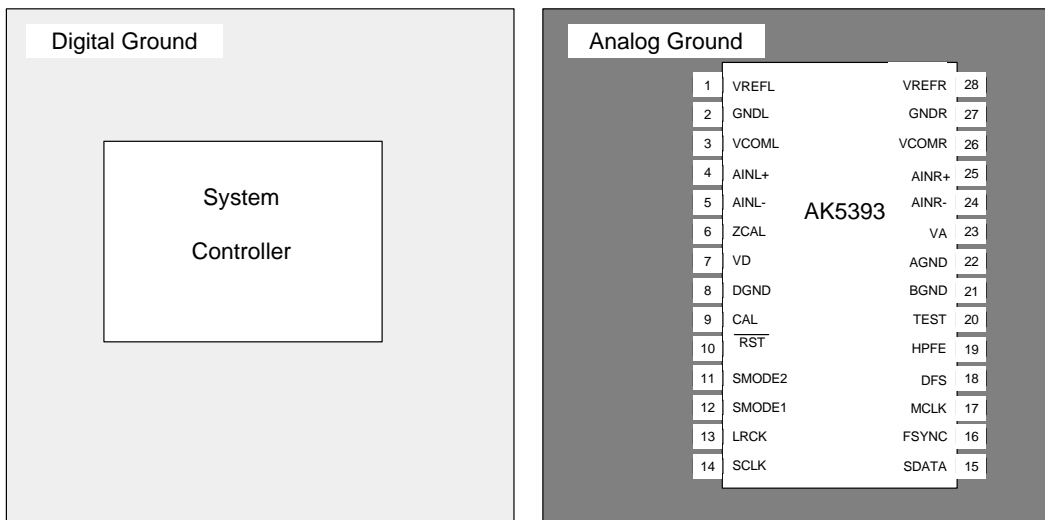 Digital Ground
System
Controller
Analog Ground
AK5393
1 VREFL
2 GNDL
3 VCOML
4 AINL+
5 AINL-
6 ZCAL
7 VD
8 DGND
9 CAL
10 RST
11 SMODE2
12 SMODE1
13 LRCK
14 SCLK
VREFR 28
GNDR 27
VCOMR 26
AINR+ 25
AINR- 24
VA 23
AGND 22
BGND 21
TEST 20
HPFE 19
DFS 18
MCLK 17
FSYNC 16
SDATA 15